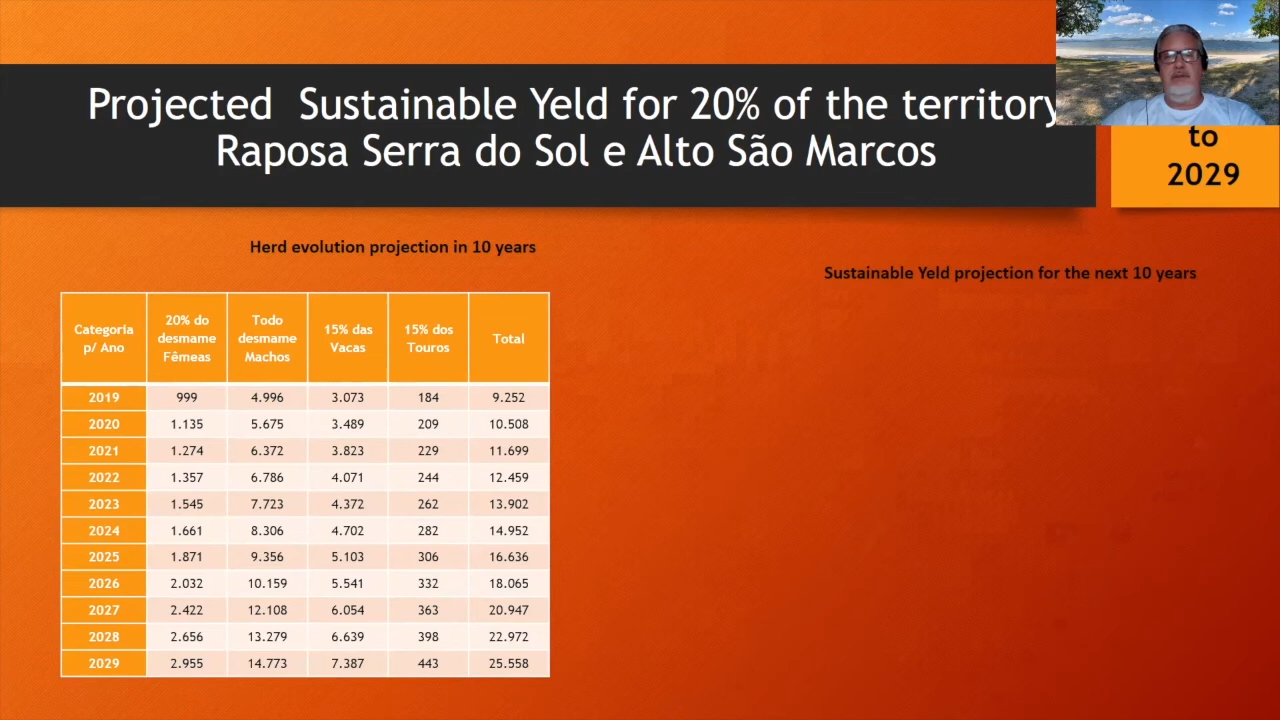 Projected  Sustainable Yeld for 20% of the territory
Raposa Serra do Sol e Alto São Marcos
to
2029
Herd evolution projection in 10 years
Sustainable Yeld projection for the next 10 years
Categoria p/ Ano | 20% do desmame Fêmeas | Todo desmame Machos | 15% das Vacas | 15% dos Touros | Total
2019 | 999 | 4.996 | 3.073 | 184 | 9.252
2020 | 1.135 | 5.675 | 3.489 | 209 | 10.508
2021 | 1.274 | 6.372 | 3.823 | 229 | 11.699
2022 | 1.357 | 6.786 | 4.071 | 244 | 12.459
2023 | 1.545 | 7.723 | 4.372 | 262 | 13.902
2024 | 1.661 | 8.306 | 4.702 | 282 | 14.952
2025 | 1.871 | 9.356 | 5.103 | 306 | 16.636
2026 | 2.032 | 10.159 | 5.541 | 332 | 18.065
2027 | 2.422 | 12.108 | 6.054 | 363 | 20.947
2028 | 2.656 | 13.279 | 6.639 | 398 | 22.972
2029 | 2.955 | 14.773 | 7.387 | 443 | 25.558